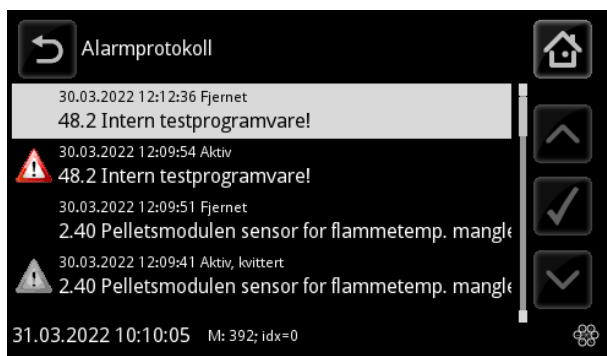 Alarmprotokoll
30.03.2022 12:12:36 Fjernet
48.2 Intern testprogramvare!
30.03.2022 12:09:54 Aktiv
48.2 Intern testprogramvare!
30.03.2022 12:09:51 Fjernet
2.40 Pelletsmodulen sensor for flammetemp. mangle
30.03.2022 12:09:41 Aktiv, kvittert
2.40 Pelletsmodulen sensor for flammetemp. mangle
31.03.2022 10:10:05 M: 392; idx=0